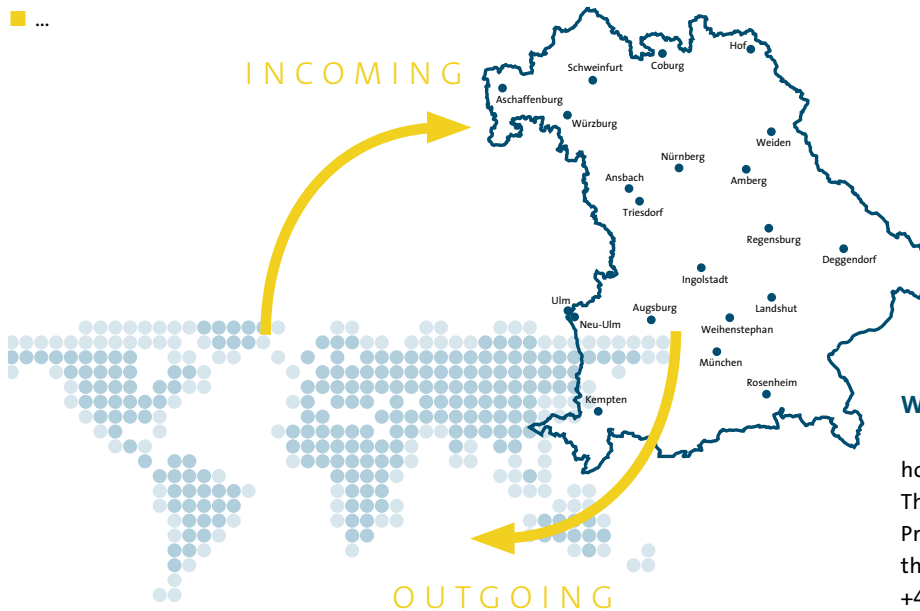 ...
INCOMING
Hof
Coburg
Schweinfurt
Aschaffenburg
Würzburg
Weiden
Nürnberg
Amberg
Ansbach
Triesdorf
Regensburg
Deggendorf
Ingolstadt
Ulm
Augsburg
Landshut
Neu-Ulm
Weihenstephan
München
Rosenheim
Kempten
OUTGOING
W
ho
Th
Pr
th
+4